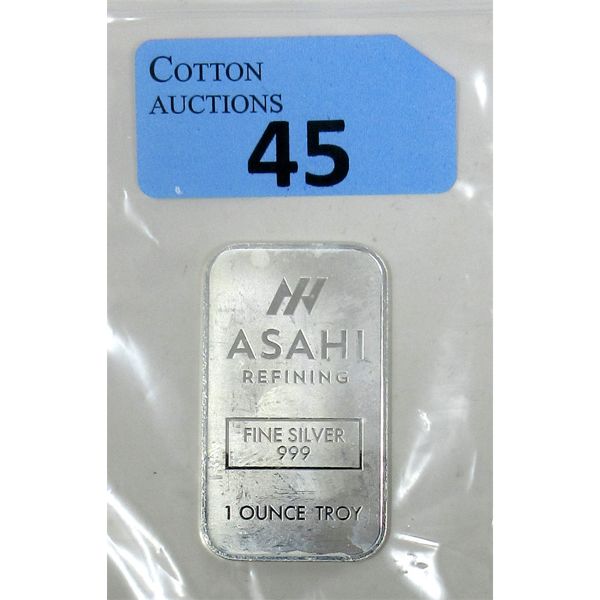 COTTON
AUCTIONS
45
ASAHI
REFINING
FINE SILVER
999
1 OUNCE TROY